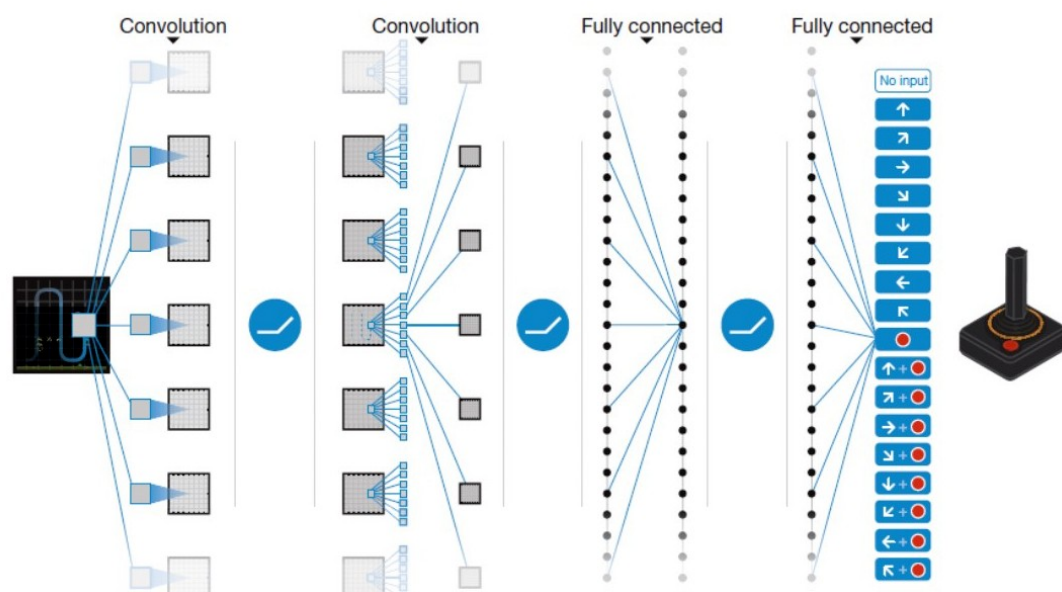 Convolution
Convolution
Fully connected
Fully connected
No input
+
+
+
+
+
+
+
+